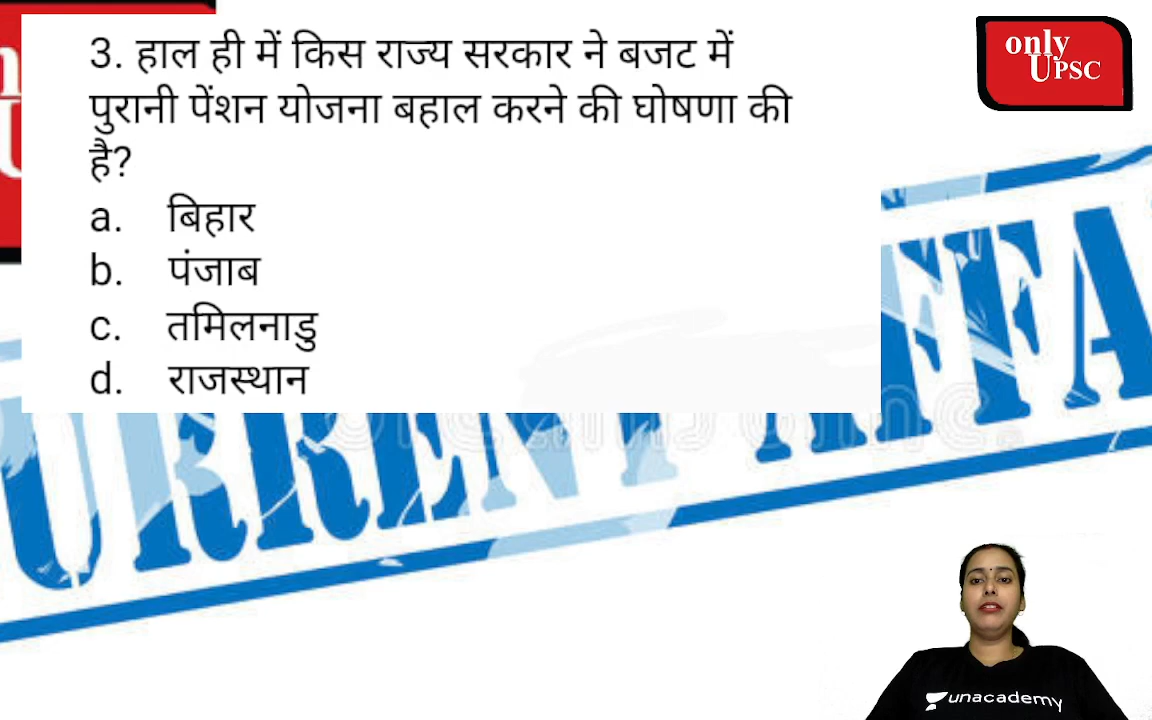 only
UPSC
3. हाल ही में किस राज्य सरकार ने बजट में
पुरानी पेंशन योजना बहाल करने की घोषणा की
है?
a. बिहार
b. पंजाब
c. तमिलनाडु
d. राजस्थान
unacademy